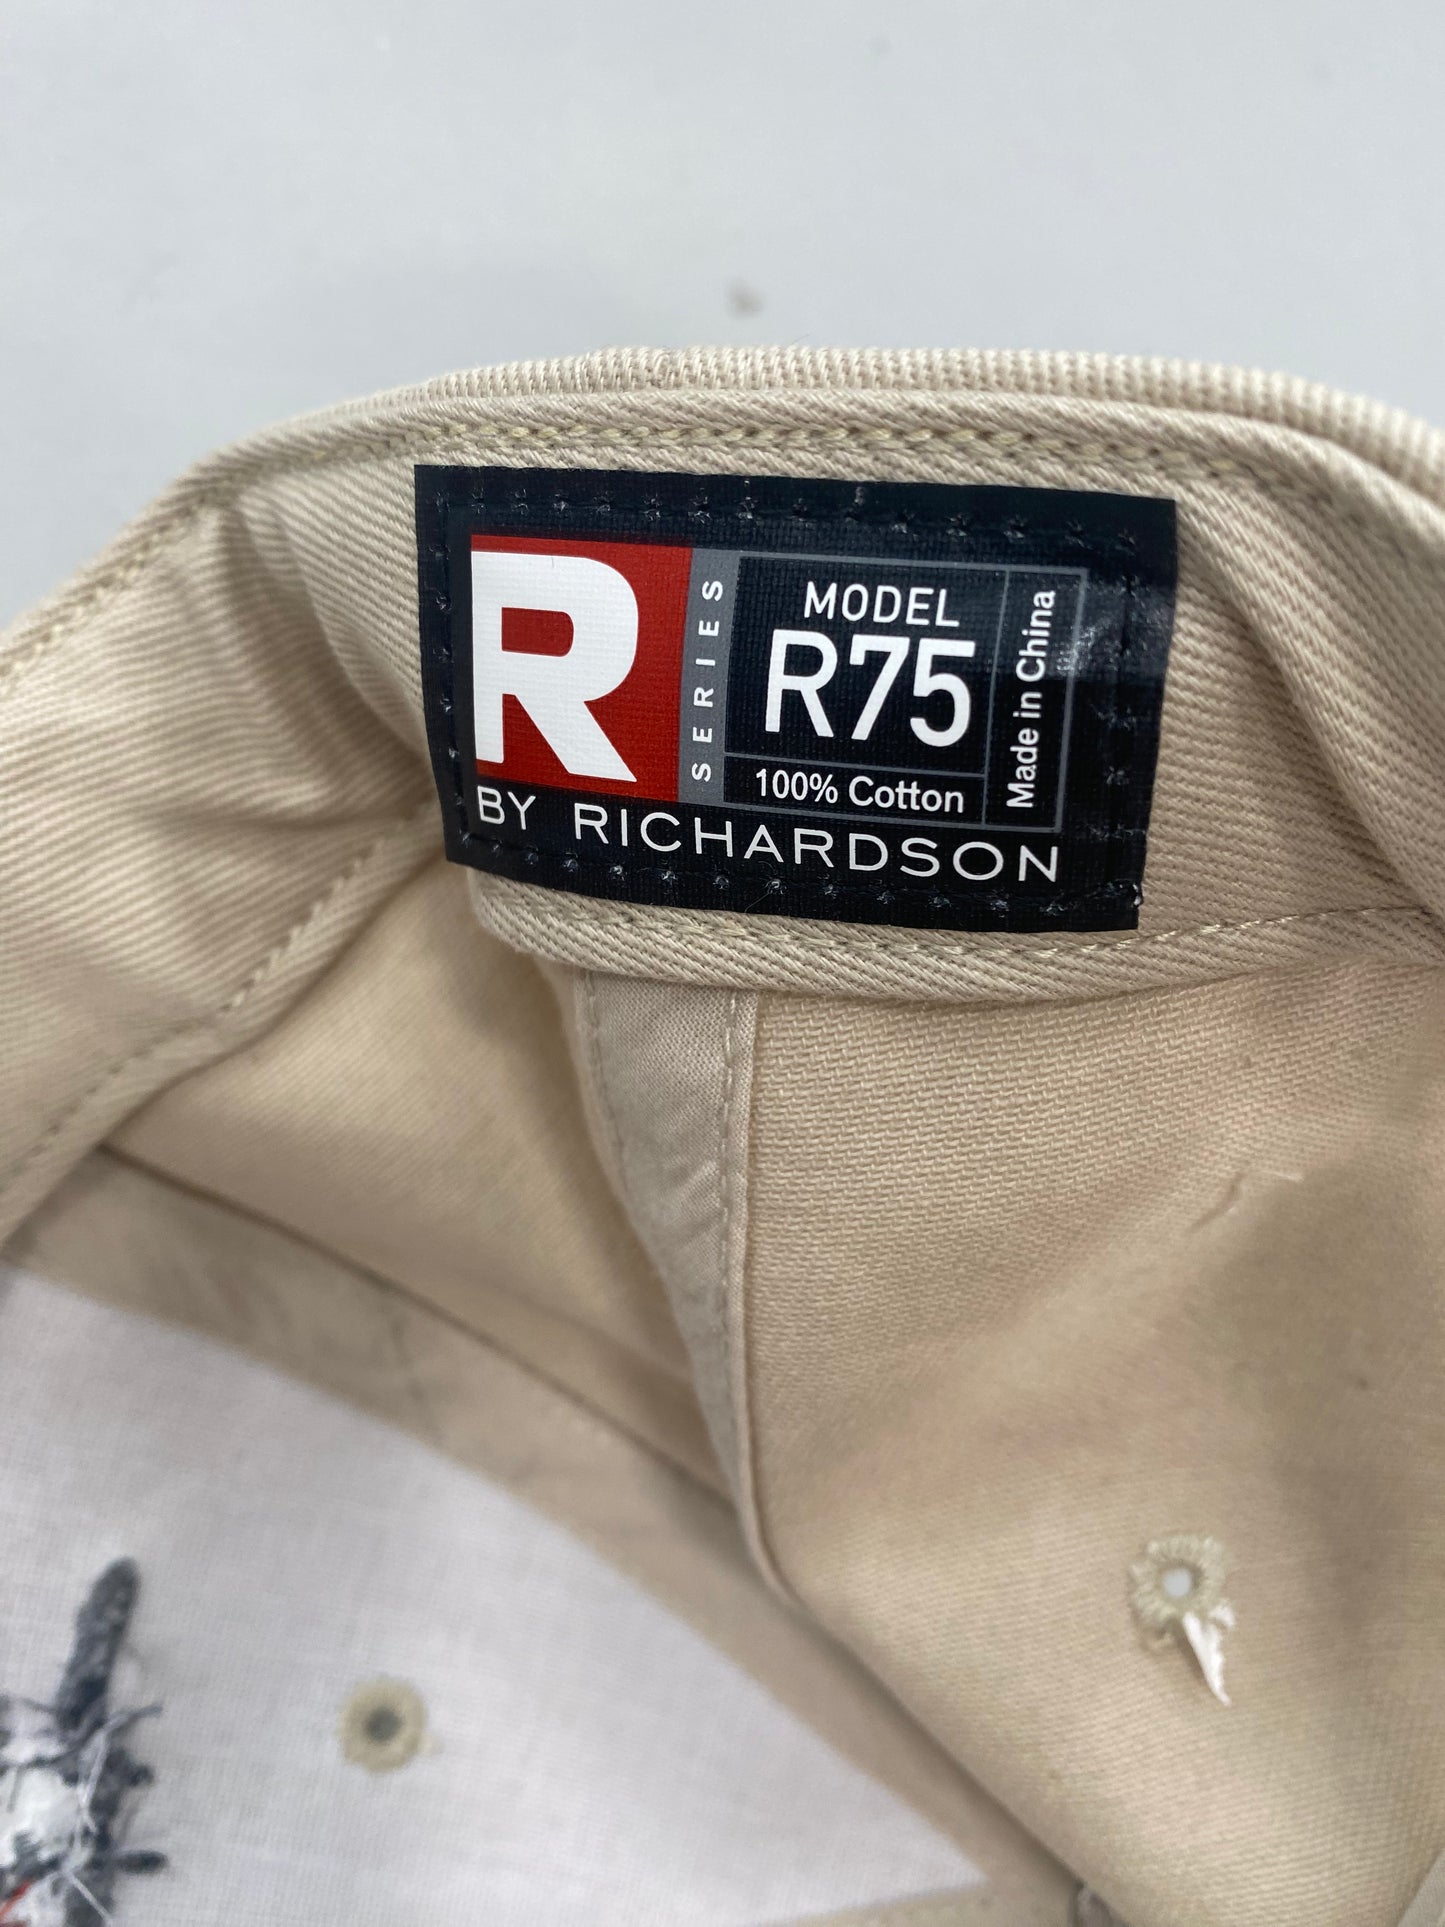 R
SERIES
MODEL
R75
100% Cotton
Made in China
BY RICHARDSON